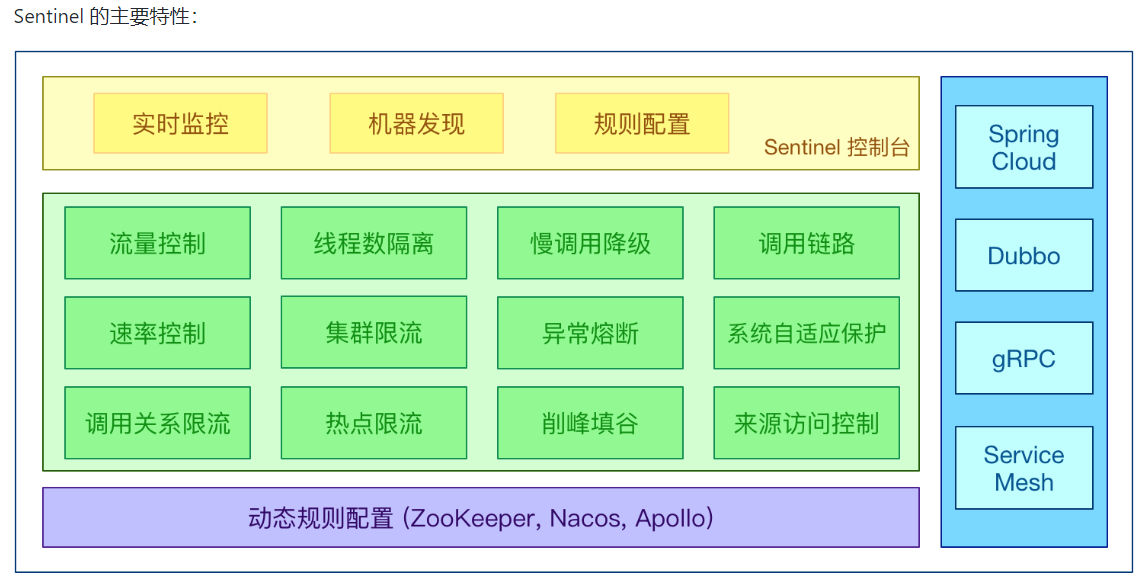 Sentinel 的主要特性：
实时监控
机器发现
规则配置
Sentinel 控制台
流量控制
线程数隔离
慢调用降级
调用链路
速率控制
集群限流
异常熔断
系统自适应保护
调用关系限流
热点限流
削峰填谷
来源访问控制
动态规则配置 (ZooKeeper, Nacos, Apollo)
Spring
Cloud
Dubbo
gRPC
Service
Mesh